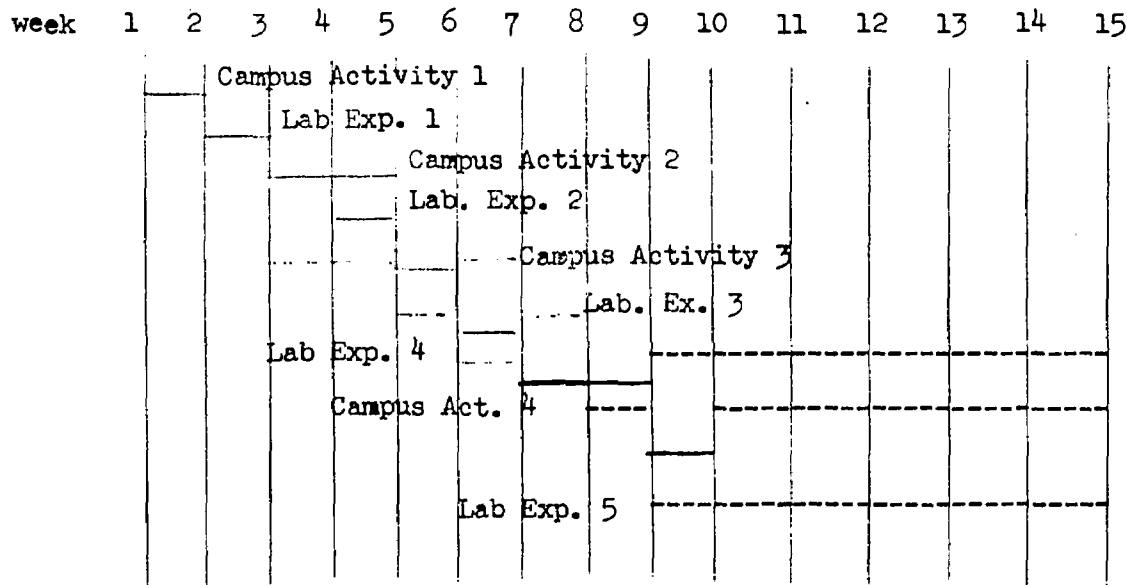 week 1 2 3 4 5 6 7 8 9 10 11 12 13 14 15
Campus Activity 1
Lab Exp. 1
Campus Activity 2
Lab. Exp. 2
Campus Activity 3
Lab. Ex. 3
Lab Exp. 4
Campus Act. 4
Lab Exp. 5